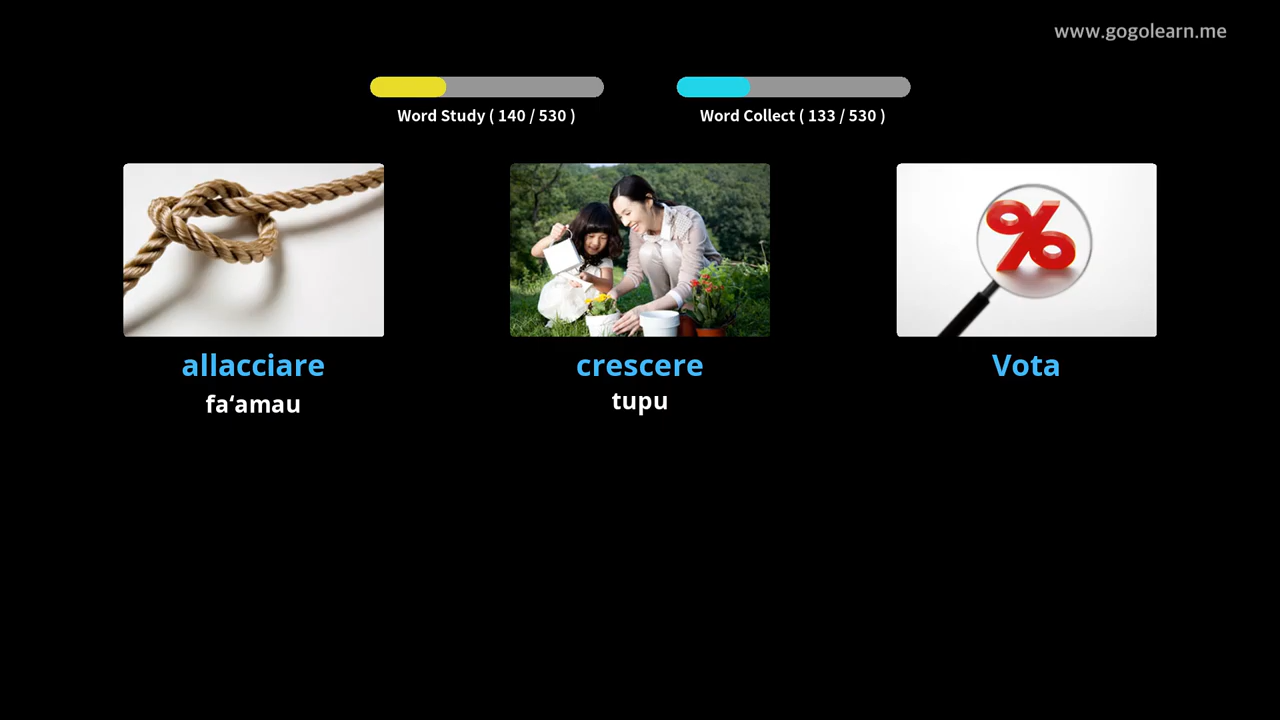 www.gogolearn.me
Word Study ( 140 / 530 )
Word Collect ( 133 / 530 )
allacciare
fa‘amau
crescere
tupu
Vota
%